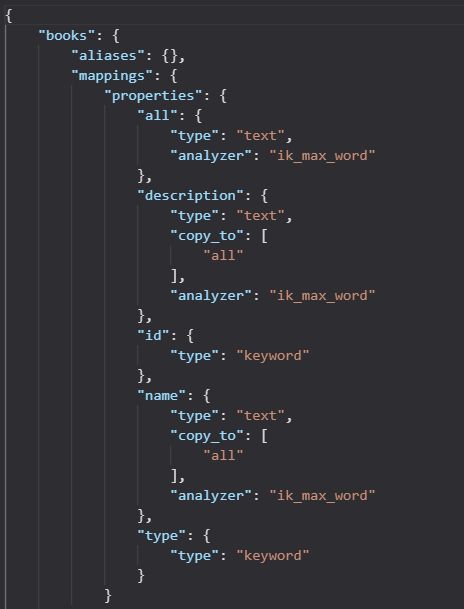 {
    "books": {
        "aliases": {},
        "mappings": {
            "properties": {
                "all": {
                    "type": "text",
                    "analyzer": "ik_max_word"
                },
                "description": {
                    "type": "text",
                    "copy_to": [
                        "all"
                    ],
                    "analyzer": "ik_max_word"
                },
                "id": {
                    "type": "keyword"
                },
                "name": {
                    "type": "text",
                    "copy_to": [
                        "all"
                    ],
                    "analyzer": "ik_max_word"
                },
                "type": {
                    "type": "keyword"
                }
            }